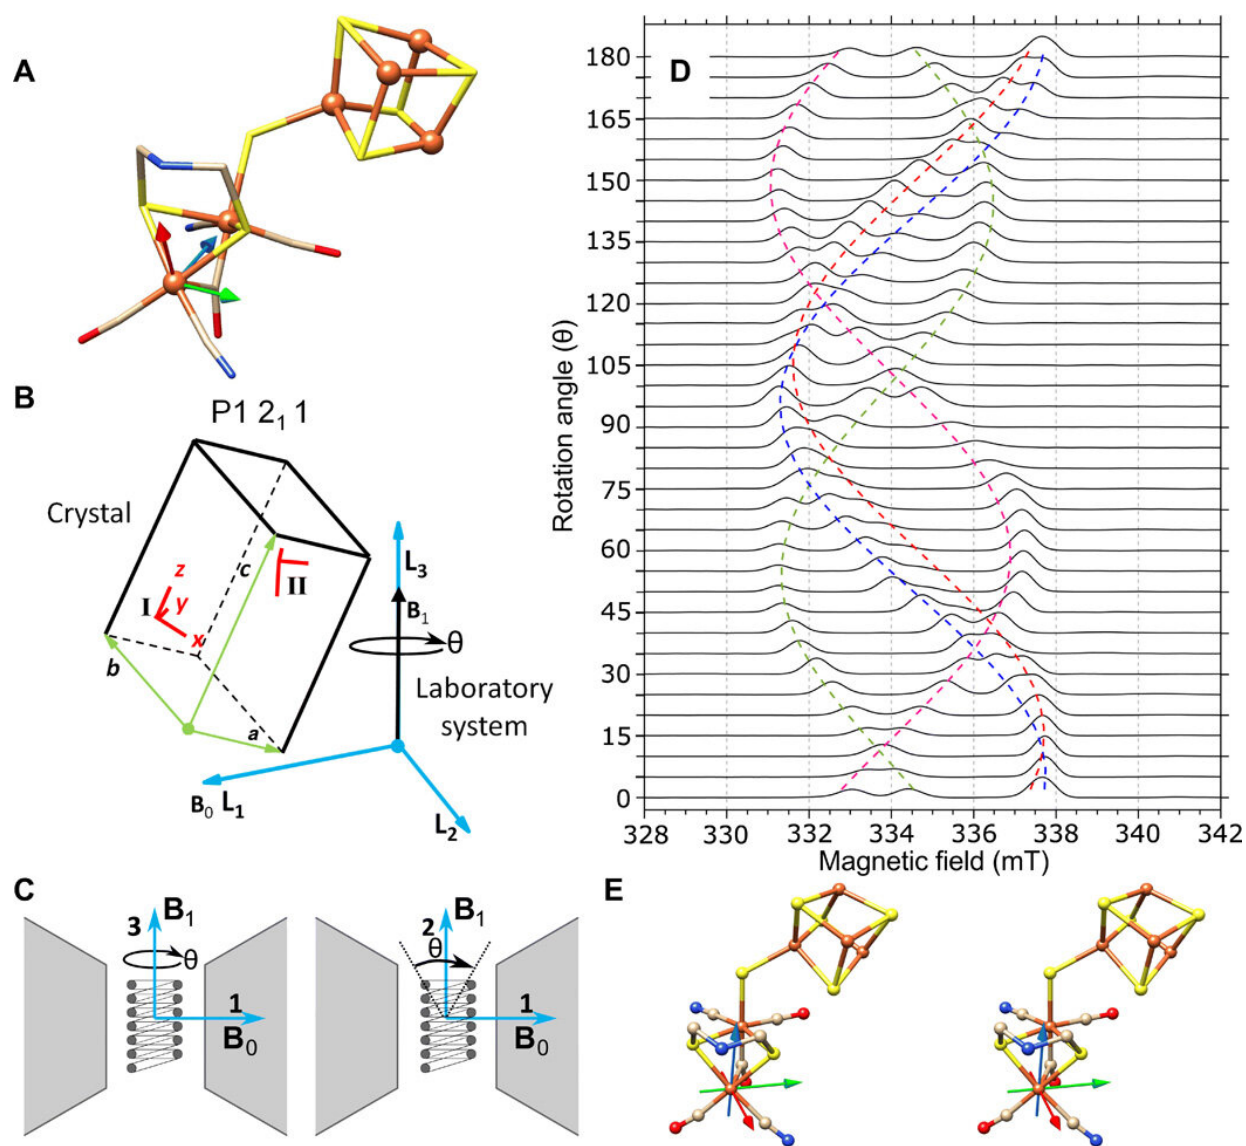 A
B
P1 2₁ 1
Crystal
z
I
y
x
c
II
b
a
L₃
B₁
θ
Laboratory
system
B₀ L₁
L₂
C
3 B₁
θ
1
B₀
2 B₁
θ
1
B₀
D
Rotation angle (θ)
180
165
150
135
120
105
90
75
60
45
30
15
0
328 330 332 334 336 338 340 342
Magnetic field (mT)
E